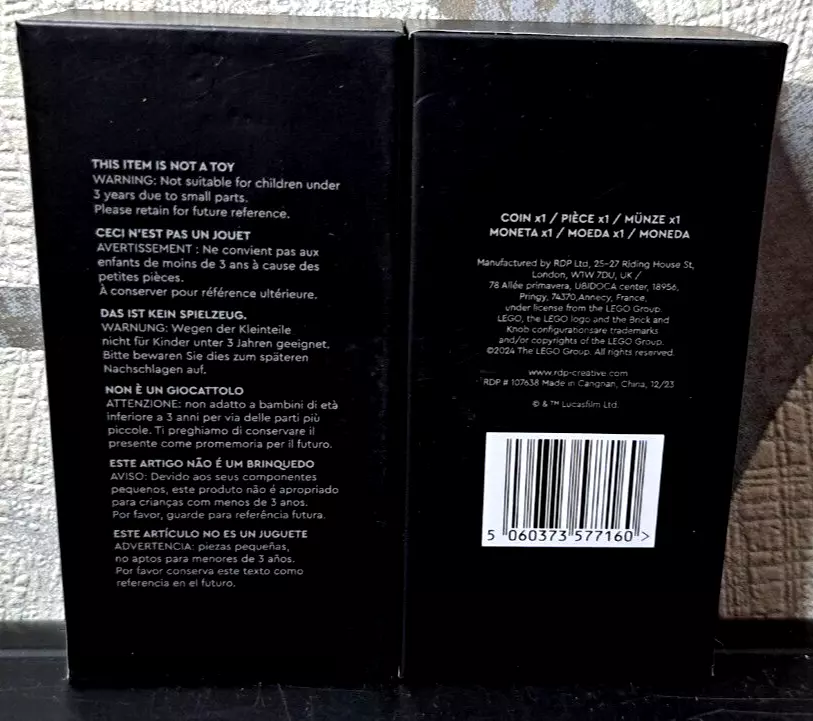 THIS ITEM IS NOT A TOY
WARNING: Not suitable for children under
3 years due to small parts.
Please retain for future reference.
CECI N'EST PAS UN JOUET
AVERTISSEMENT : Ne convient pas aux
enfants de moins de 3 ans à cause des
petites pièces.
À conserver pour référence ultérieure.
DAS IST KEIN SPIELZEUG.
WARNUNG: Wegen der Kleinteile
nicht für Kinder unter 3 Jahren geeignet.
Bitte bewaren Sie dies zum späteren
Nachschlagen auf.
NON È UN GIOCATTOLO
ATTENZIONE: non adatto a bambini di età
inferiore a 3 anni per via delle parti più
piccole. Ti preghiamo di conservare il
presente come promemoria per il futuro.
ESTE ARTIGO NÃO É UM BRINQUEDO
AVISO: Devido aos seus componentes
pequenos, este produto não é apropriado
para crianças com menos de 3 anos.
Por favor, guarde para referência futura.
ESTE ARTÍCULO NO ES UN JUGUETE
ADVERTENCIA: piezas pequeñas,
no aptos para menores de 3 años.
Por favor conserva este texto como
referencia en el futuro.
COIN x1 / PIÈCE x1 / MÜNZE x1
MONETA x1 / MOEDA x1 / MONEDA
Manufactured by RDP Ltd, 25-27 Riding House St,
London, W1W 7DU, UK /
78 Allée primavera, UBIDOCA center, 18956,
Pringy, 74370, Annecy, France,
under license from the LEGO Group.
LEGO, the LEGO logo and the Brick and
Knob configurationsare trademarks
and/or copyrights of the LEGO Group.
©2024 The LEGO Group. All rights reserved.
www.rdp-creative.com
RDP # 107638 Made in Cangnan, China, 12/23
© & ™ Lucasfilm Ltd.
5 060373 577160 >